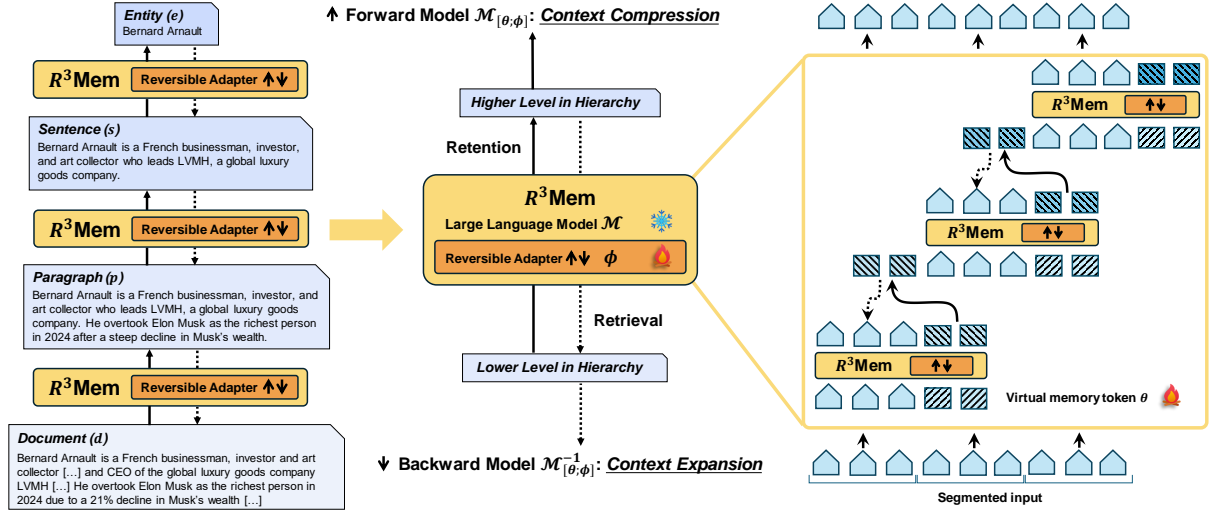 Entity (e)
Bernard Arnault
R³Mem Reversible Adapter
Sentence (s)
Bernard Arnault is a French businessman, investor,
and art collector who leads LVMH, a global luxury
goods company.
R³Mem Reversible Adapter
Paragraph (p)
Bernard Arnault is a French businessman, investor, and
art collector who leads LVMH, a global luxury goods
company. He overtook Elon Musk as the richest person
in 2024 after a steep decline in Musk's wealth.
R³Mem Reversible Adapter
Document (d)
Bernard Arnault is a French businessman, investor and art
collector [...] and CEO of the global luxury goods company
LVMH [...] He overtook Elon Musk as the richest person in
2024 due to a 21% decline in Musk's wealth [...]
Forward Model M[θ;ϕ]: Context Compression
Higher Level in Hierarchy
Retention
R³Mem
Large Language Model M
Reversible Adapter ϕ
Retrieval
Lower Level in Hierarchy
Backward Model M⁻¹[θ;ϕ]: Context Expansion
R³Mem
R³Mem
R³Mem
Virtual memory token θ
Segmented input